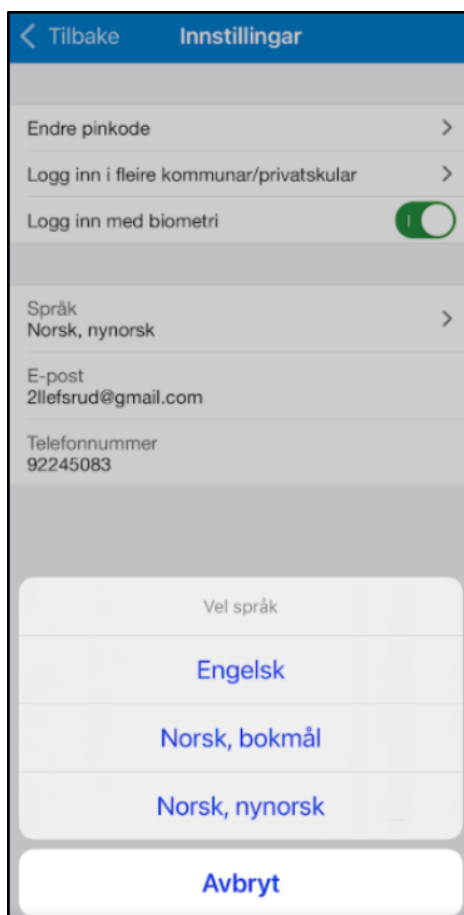 Tilbake Innstillingar
Endre pinkode
Logg inn i fleire kommunar/privatskular
Logg inn med biometri
Språk
Norsk, nynorsk
E-post
2llefsrud@gmail.com
Telefonnummer
92245083
Vel språk
Engelsk
Norsk, bokmål
Norsk, nynorsk
Avbryt